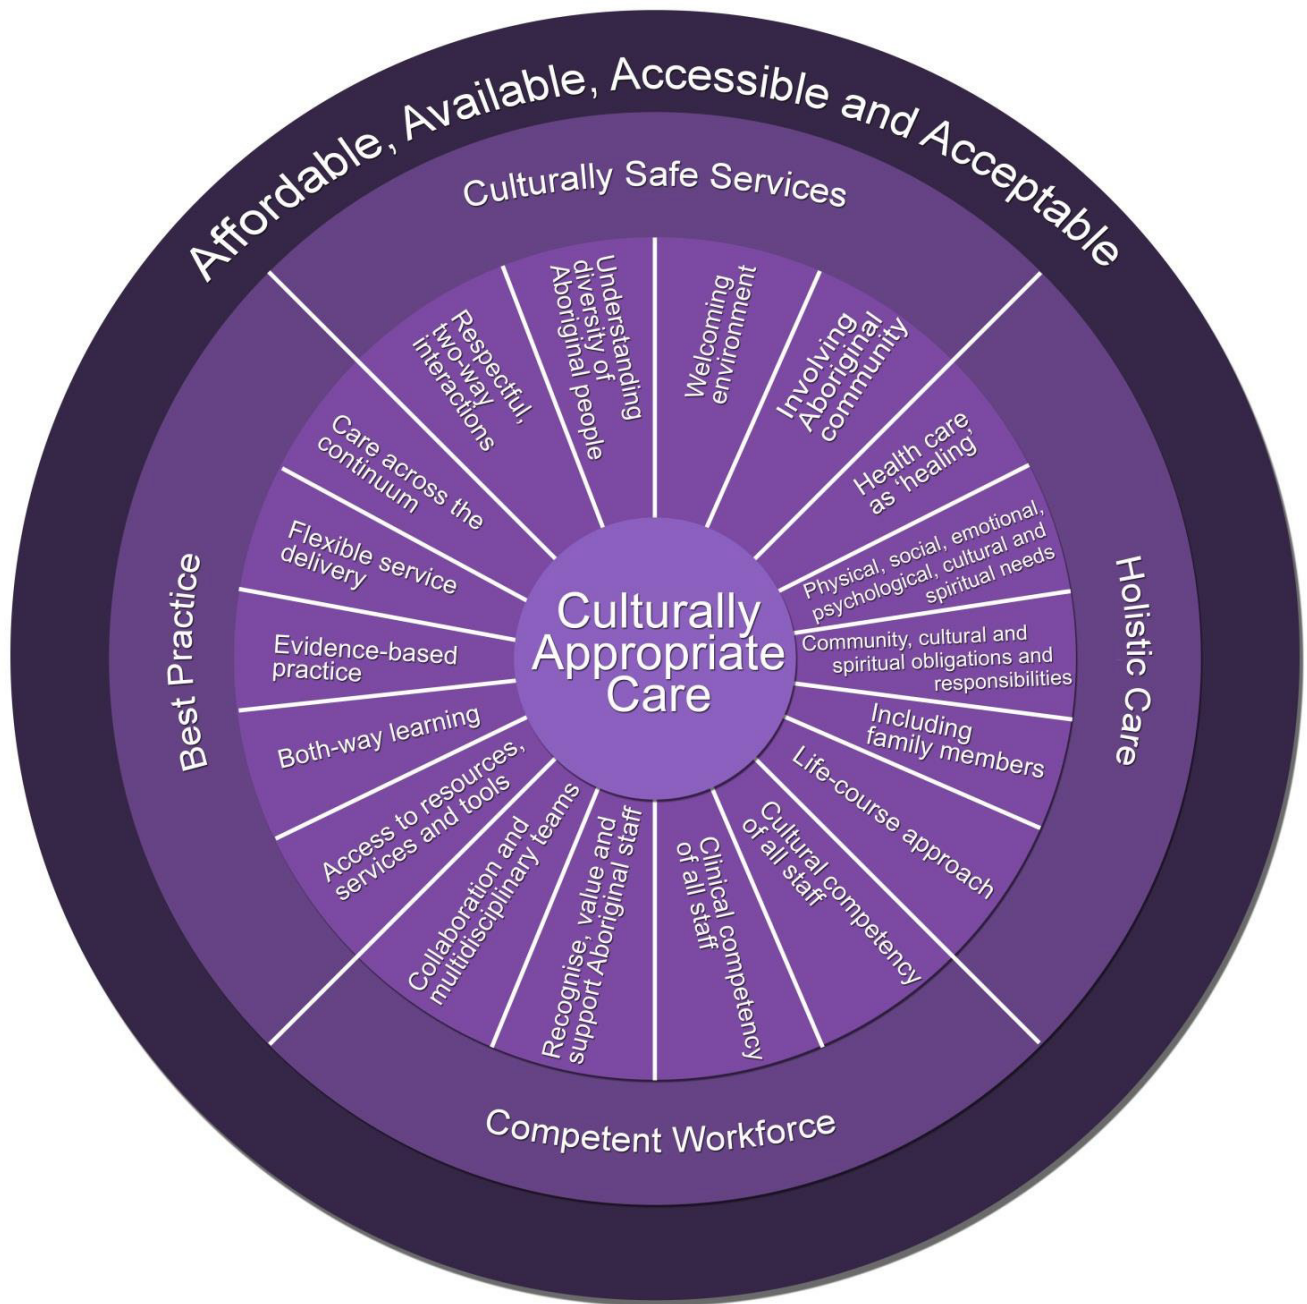 Affordable, Available, Accessible and Acceptable
Culturally Safe Services
Respectful,
two-way
interactions
Understanding
diversity of
Aboriginal people
Welcoming
environment
Involving
Aboriginal
community
Holistic Care
Health care
as ‘healing’
Physical, social, emotional,
psychological, cultural and
spiritual needs
Community, cultural and
spiritual obligations and
responsibilities
Including
family members
Life-course approach
Competent Workforce
Cultural competency
of all staff
Clinical competency
of all staff
Recognise, value and
support Aboriginal staff
Collaboration and
multidisciplinary teams
Best Practice
Access to resources,
services and tools
Both-way learning
Evidence-based
practice
Flexible service
delivery
Care across the
continuum
Culturally
Appropriate
Care